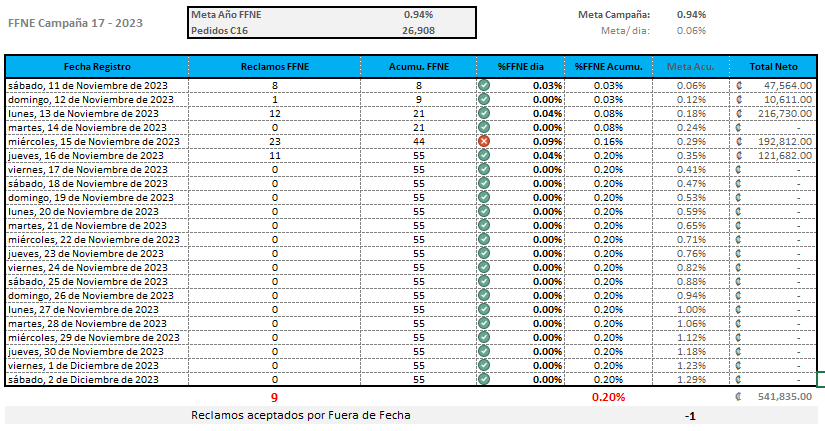 FFNE Campaña 17 - 2023
Meta Año FFNE 0.94%
Pedidos C16 26,908
Meta Campaña: 0.94%
Meta/dia: 0.06%
Fecha Registro Reclamos FFNE Acumu. FFNE %FFNE dia %FFNE Acumu. Meta Acu. Total Neto
sábado, 11 de Noviembre de 2023 8 8 0.03% 0.03% 0.06% ₡ 47,564.00
domingo, 12 de Noviembre de 2023 1 9 0.00% 0.03% 0.12% ₡ 10,611.00
lunes, 13 de Noviembre de 2023 12 21 0.04% 0.08% 0.18% ₡ 216,730.00
martes, 14 de Noviembre de 2023 0 21 0.00% 0.08% 0.24% ₡ -
miércoles, 15 de Noviembre de 2023 23 44 0.09% 0.16% 0.29% ₡ 192,812.00
jueves, 16 de Noviembre de 2023 11 55 0.04% 0.20% 0.35% ₡ 121,682.00
viernes, 17 de Noviembre de 2023 0 55 0.00% 0.20% 0.41% ₡ -
sábado, 18 de Noviembre de 2023 0 55 0.00% 0.20% 0.47% ₡ -
domingo, 19 de Noviembre de 2023 0 55 0.00% 0.20% 0.53% ₡ -
lunes, 20 de Noviembre de 2023 0 55 0.00% 0.20% 0.59% ₡ -
martes, 21 de Noviembre de 2023 0 55 0.00% 0.20% 0.65% ₡ -
miércoles, 22 de Noviembre de 2023 0 55 0.00% 0.20% 0.71% ₡ -
jueves, 23 de Noviembre de 2023 0 55 0.00% 0.20% 0.76% ₡ -
viernes, 24 de Noviembre de 2023 0 55 0.00% 0.20% 0.82% ₡ -
sábado, 25 de Noviembre de 2023 0 55 0.00% 0.20% 0.88% ₡ -
domingo, 26 de Noviembre de 2023 0 55 0.00% 0.20% 0.94% ₡ -
lunes, 27 de Noviembre de 2023 0 55 0.00% 0.20% 1.00% ₡ -
martes, 28 de Noviembre de 2023 0 55 0.00% 0.20% 1.06% ₡ -
miércoles, 29 de Noviembre de 2023 0 55 0.00% 0.20% 1.12% ₡ -
jueves, 30 de Noviembre de 2023 0 55 0.00% 0.20% 1.18% ₡ -
viernes, 1 de Diciembre de 2023 0 55 0.00% 0.20% 1.23% ₡ -
sábado, 2 de Diciembre de 2023 0 55 0.00% 0.20% 1.29% ₡ -
9 0.20% ₡ 541,835.00
Reclamos aceptados por Fuera de Fecha -1